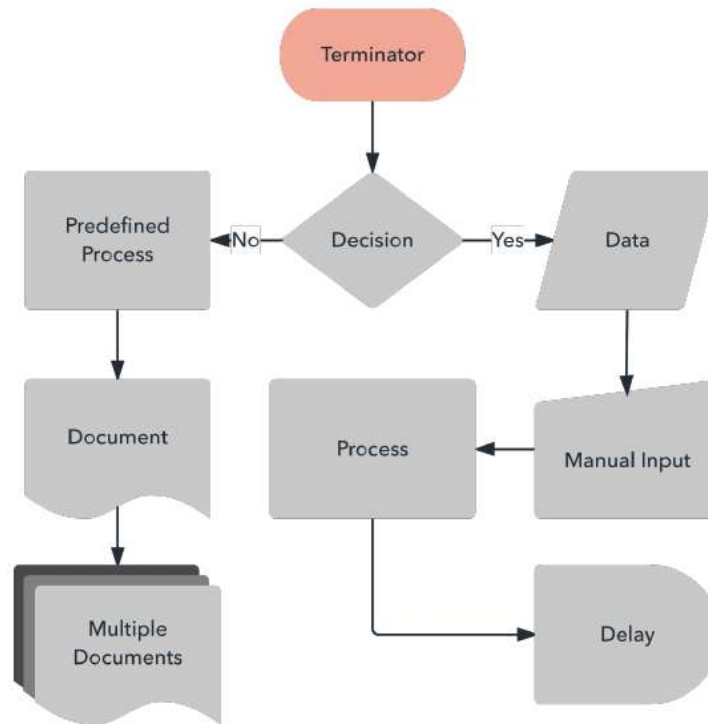 Terminator
Predefined
Process
No
Decision
Yes
Data
Document
Process
Manual Input
Multiple
Documents
Delay